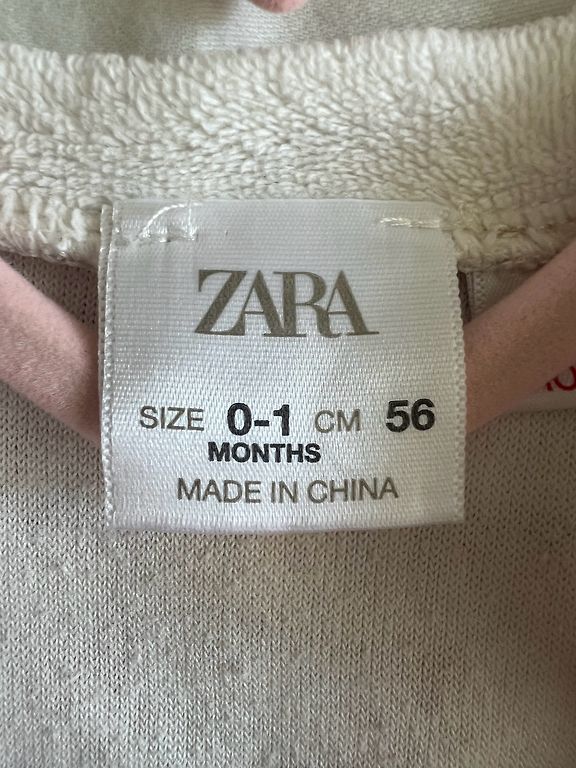 ZARA
SIZE 0-1 CM 56
MONTHS
MADE IN CHINA